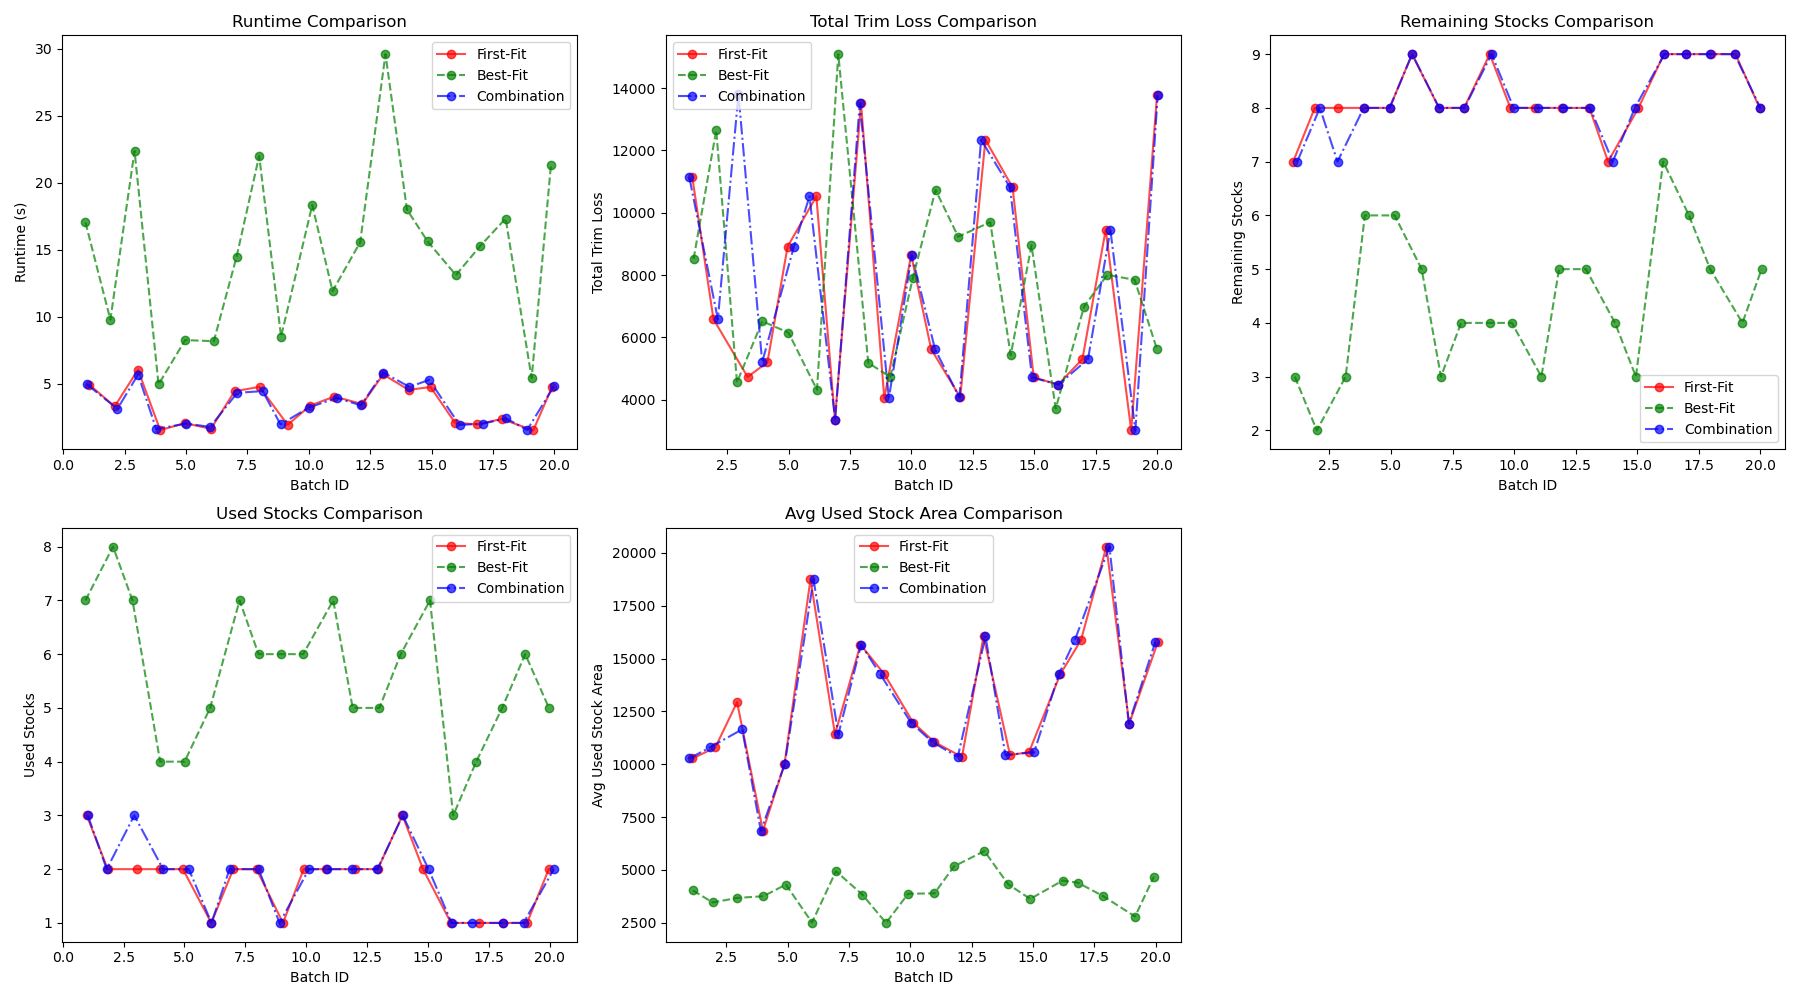 Runtime Comparison
Runtime (s)
30
25
20
15
10
5
First-Fit
Best-Fit
Combination
0.0 2.5 5.0 7.5 10.0 12.5 15.0 17.5 20.0
Batch ID
Total Trim Loss Comparison
Total Trim Loss
14000
12000
10000
8000
6000
4000
First-Fit
Best-Fit
Combination
2.5 5.0 7.5 10.0 12.5 15.0 17.5 20.0
Batch ID
Remaining Stocks Comparison
Remaining Stocks
9
8
7
6
5
4
3
2
First-Fit
Best-Fit
Combination
2.5 5.0 7.5 10.0 12.5 15.0 17.5 20.0
Batch ID
Used Stocks Comparison
Used Stocks
8
7
6
5
4
3
2
1
First-Fit
Best-Fit
Combination
0.0 2.5 5.0 7.5 10.0 12.5 15.0 17.5 20.0
Batch ID
Avg Used Stock Area Comparison
Avg Used Stock Area
20000
17500
15000
12500
10000
7500
5000
2500
First-Fit
Best-Fit
Combination
2.5 5.0 7.5 10.0 12.5 15.0 17.5 20.0
Batch ID